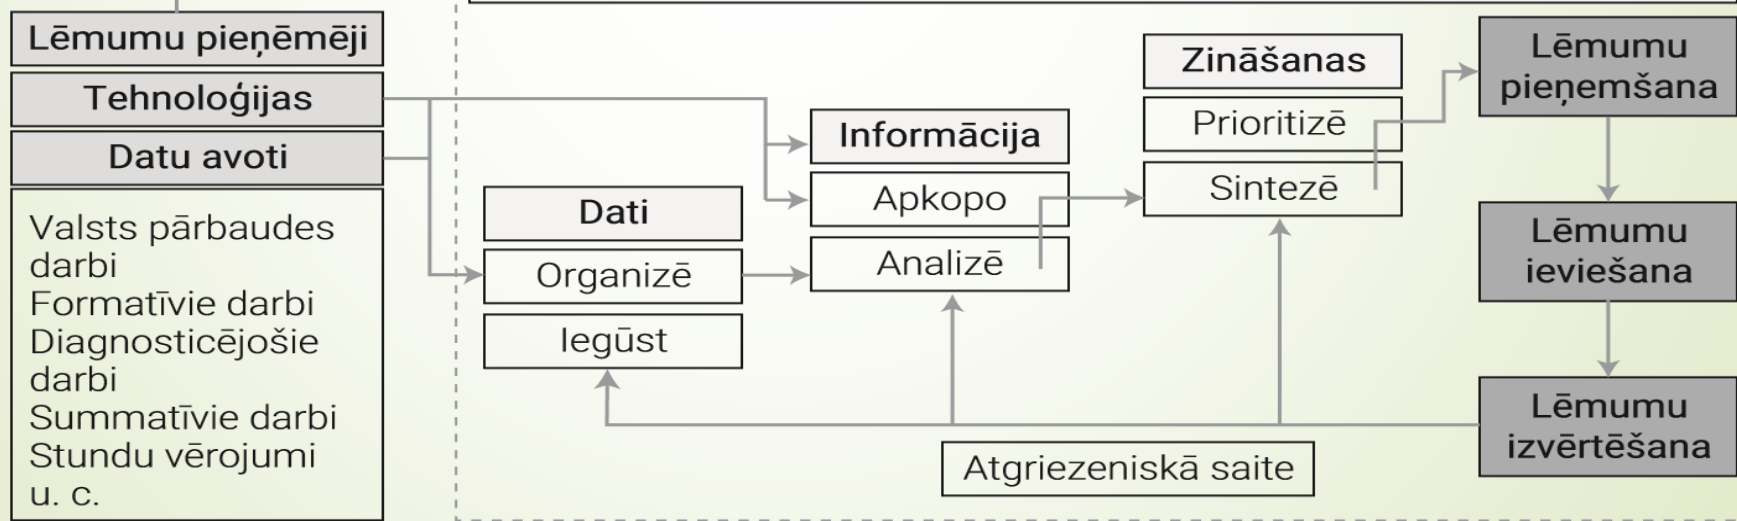 Lēmumu pieņēmēji
Tehnoloģijas
Datu avoti
Valsts pārbaudes
darbi
Formatīvie darbi
Diagnosticējošie
darbi
Summatīvie darbi
Stundu vērojumi
u. c.
Dati
Organizē
Iegūst
Informācija
Apkopo
Analizē
Zināšanas
Prioritizē
Sintezē
Lēmumu
pieņemšana
Lēmumu
ieviešana
Lēmumu
izvērtēšana
Atgriezeniskā saite